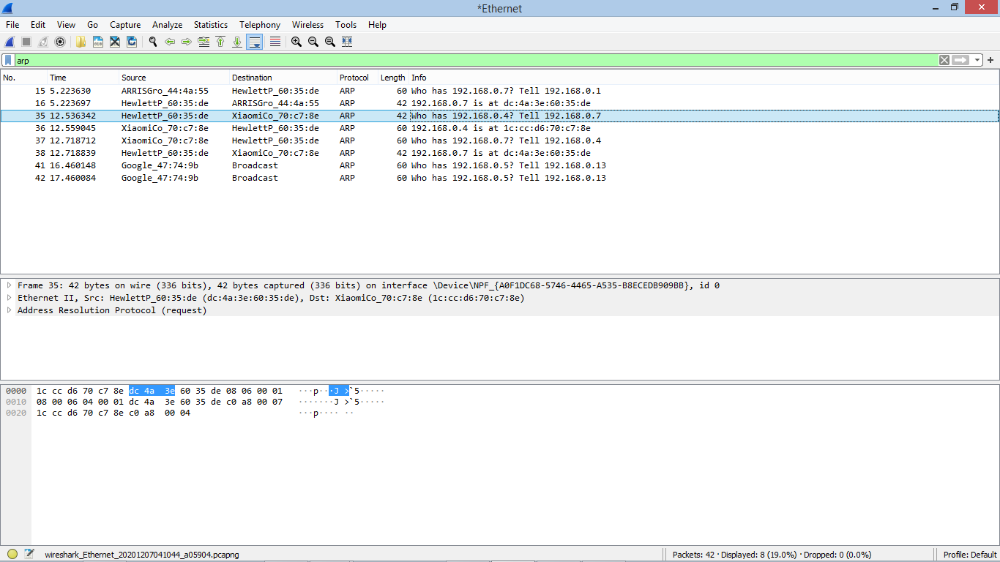 *Ethernet
File Edit View Go Capture Analyze Statistics Telephony Wireless Tools Help
arp
No. Time Source Destination Protocol Length Info
15 5.223630 ARRISGro_44:4a:55 HewlettP_60:35:de ARP 60 Who has 192.168.0.7? Tell 192.168.0.1
16 5.223697 HewlettP_60:35:de ARRISGro_44:4a:55 ARP 42 192.168.0.7 is at dc:4a:3e:60:35:de
35 12.536342 HewlettP_60:35:de XiaomiCo_70:c7:8e ARP 42 Who has 192.168.0.4? Tell 192.168.0.7
36 12.559045 XiaomiCo_70:c7:8e HewlettP_60:35:de ARP 60 192.168.0.4 is at 1c:cc:d6:70:c7:8e
37 12.718712 XiaomiCo_70:c7:8e HewlettP_60:35:de ARP 60 Who has 192.168.0.7? Tell 192.168.0.4
38 12.718839 HewlettP_60:35:de XiaomiCo_70:c7:8e ARP 42 192.168.0.7 is at dc:4a:3e:60:35:de
41 16.460148 Google_47:74:9b Broadcast ARP 60 Who has 192.168.0.5? Tell 192.168.0.13
42 17.460084 Google_47:74:9b Broadcast ARP 60 Who has 192.168.0.5? Tell 192.168.0.13
Frame 35: 42 bytes on wire (336 bits), 42 bytes captured (336 bits) on interface \Device\NPF_{A0F1DC68-5746-4465-A535-B8ECEDB909BB}, id 0
Ethernet II, Src: HewlettP_60:35:de (dc:4a:3e:60:35:de), Dst: XiaomiCo_70:c7:8e (1c:cc:d6:70:c7:8e)
Address Resolution Protocol (request)
0000 1c cc d6 70 c7 8e dc 4a 3e 60 35 de 08 06 00 01 ···p···J >`5·····
0010 08 00 06 04 00 01 dc 4a 3e 60 35 de c0 a8 00 07 ·······J >`5·····
0020 1c cc d6 70 c7 8e c0 a8 00 04 ···p···· ··
wireshark_Ethernet_20201207041044_a05904.pcapng Packets: 42 · Displayed: 8 (19.0%) · Dropped: 0 (0.0%) Profile: Default